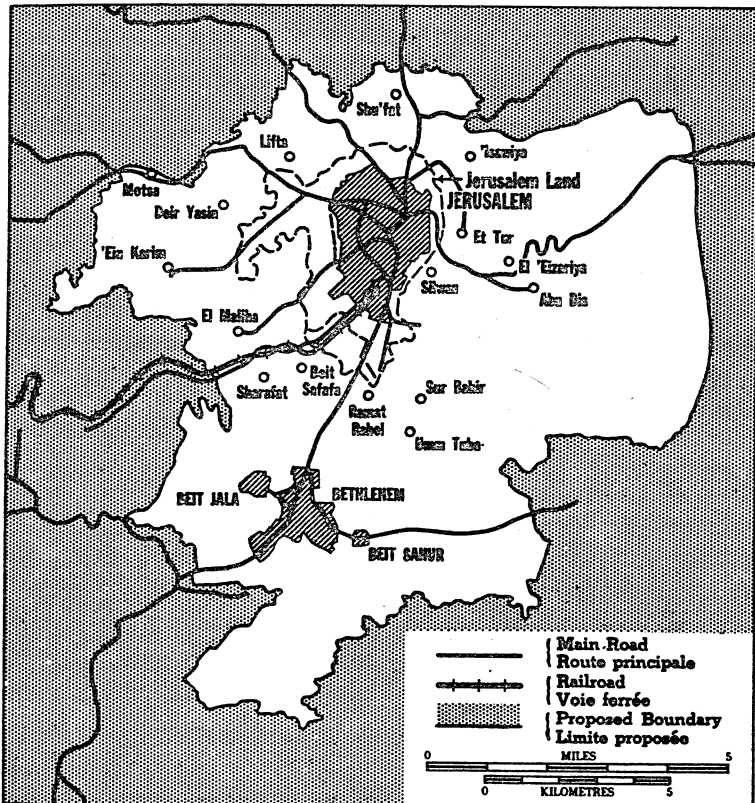 Shu'fat
Lifta
'Isawiya
Jerusalem Land
JERUSALEM
Motsa
Deir Yasin
Et Tur
'Ein Karim
El 'Eizariya
Silwan
Abu Dis
El Maliha
Sharafat
Beit
Safafa
Ramat
Rahel
Sur Bahir
Umm Tuba
BEIT JALA
BETHLEHEM
BEIT SAHUR
Main Road
Route principale
Railroad
Voie ferrée
Proposed Boundary
Limite proposée
0 MILES 5
0 KILOMETRES 5